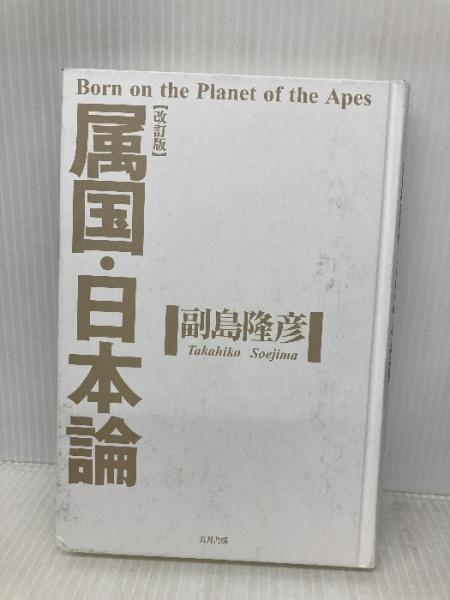 Born on the Planet of the Apes
【改訂版】
属国・日本論
【副島隆彦】
Takahiko Soejima
五月書房